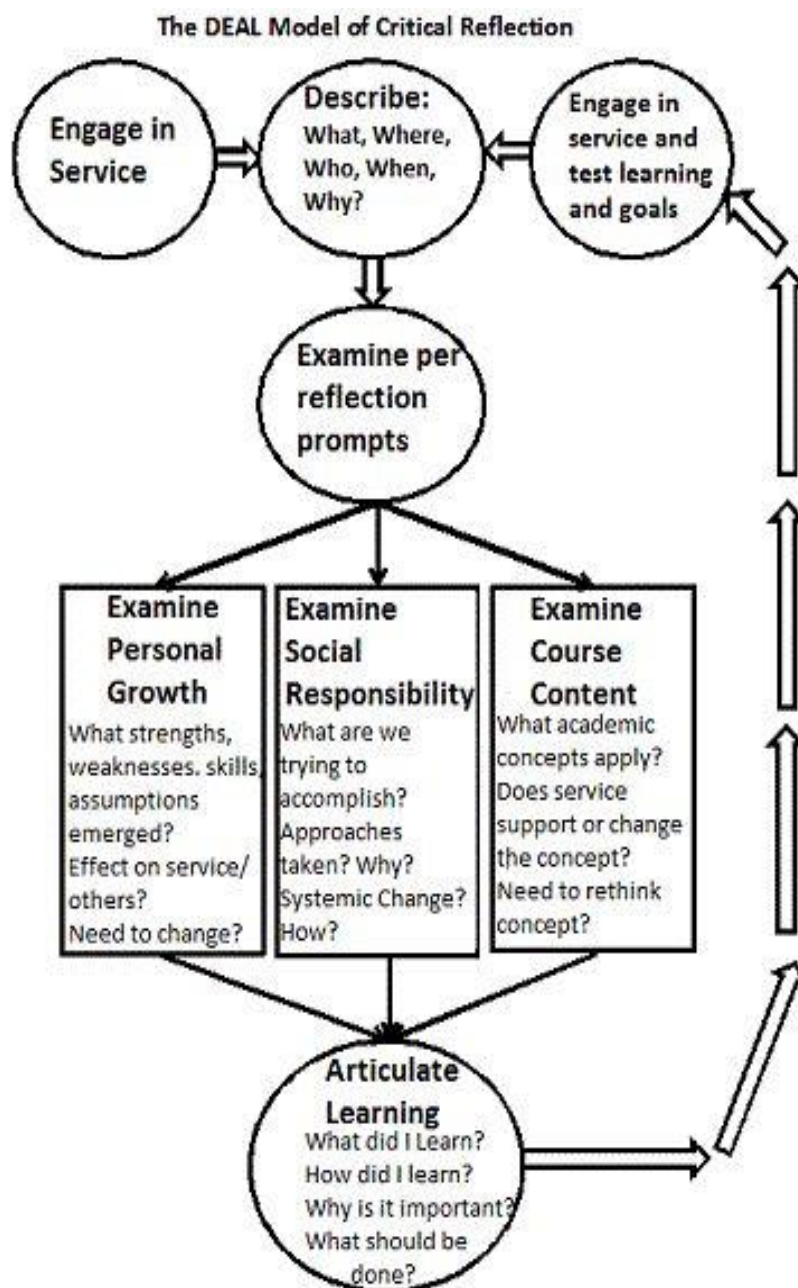 The DEAL Model of Critical Reflection
Engage in
Service
Describe:
What, Where,
Who, When,
Why?
Engage in
service and
test learning
and goals
Examine per
reflection
prompts
Examine
Personal
Growth
What strengths,
weaknesses. skills,
assumptions
emerged?
Effect on service/
others?
Need to change?
Examine
Social
Responsibility
What are we
trying to
accomplish?
Approaches
taken? Why?
Systemic Change?
How?
Examine
Course
Content
What academic
concepts apply?
Does service
support or change
the concept?
Need to rethink
concept?
Articulate
Learning
What did I Learn?
How did I learn?
Why is it important?
What should be
done?